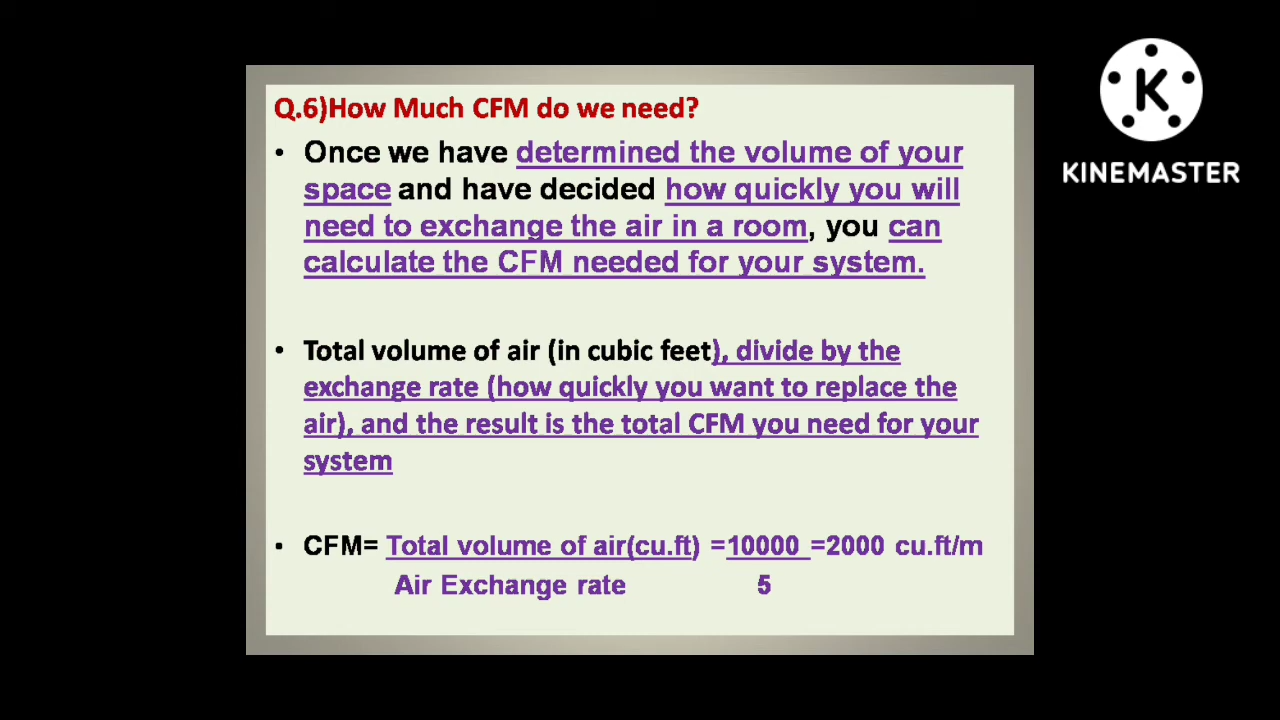 Q.6)How Much CFM do we need?
• Once we have determined the volume of your
space and have decided how quickly you will
need to exchange the air in a room, you can
calculate the CFM needed for your system.
• Total volume of air (in cubic feet), divide by the
exchange rate (how quickly you want to replace the
air), and the result is the total CFM you need for your
system
• CFM= Total volume of air(cu.ft) =10000 =2000 cu.ft/m
Air Exchange rate 5
K
KINEMASTER